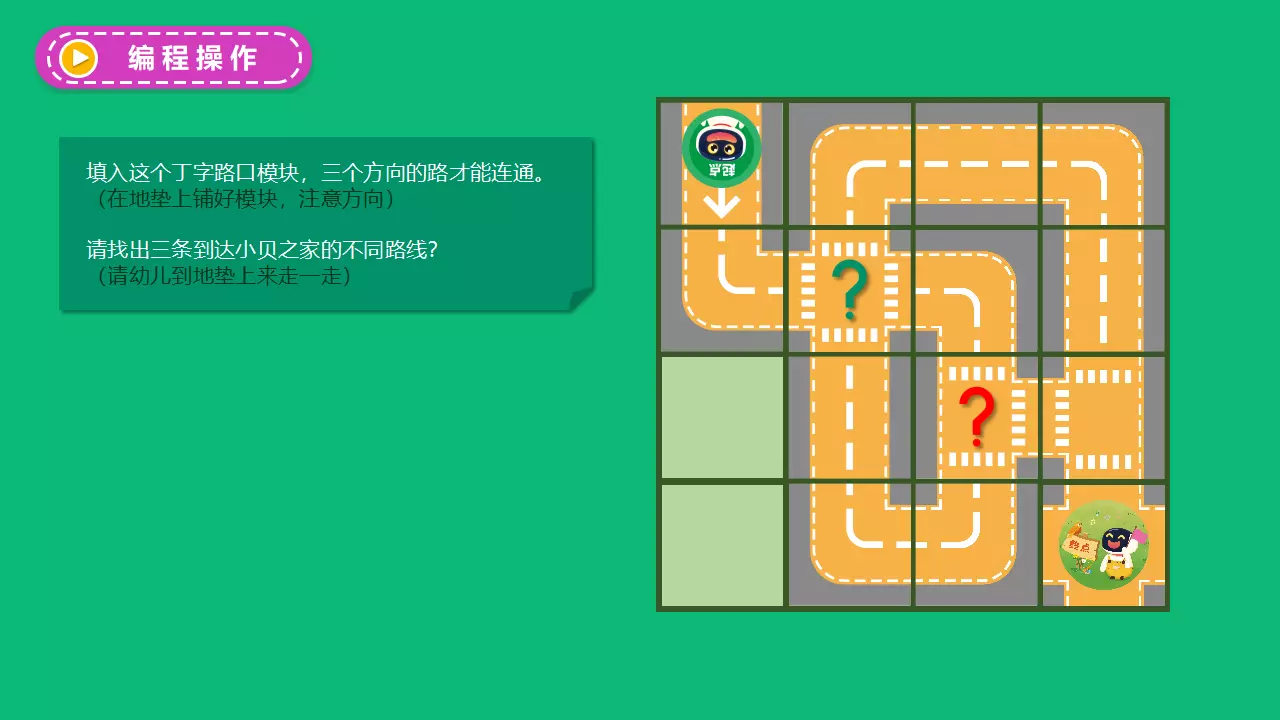 编程操作
填入这个丁字路口模块，三个方向的路才能连通。
（在地垫上铺好模块，注意方向）
请找出三条到达小贝之家的不同路线？
（请幼儿到地垫上来走一走）
起点
?
?
终点